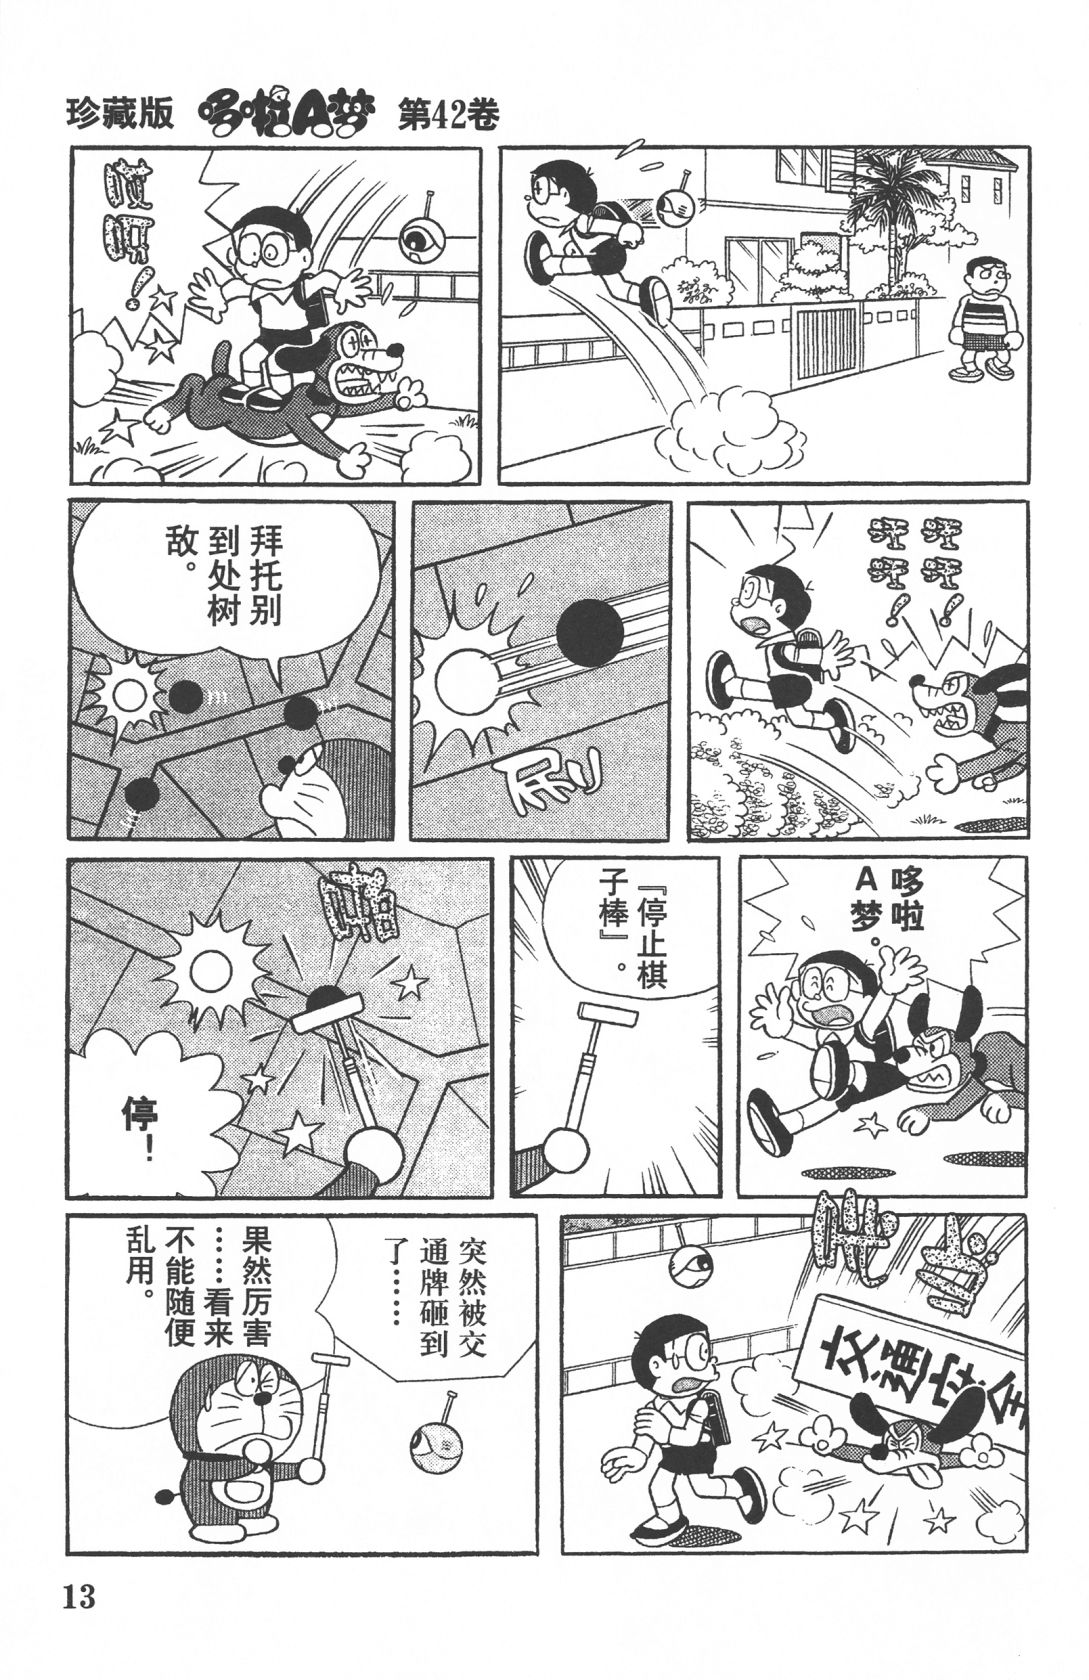 珍藏版 哆啦A梦 第42卷
哎呀！
汪汪！
汪汪！
拜托别
到处树
敌。
哆啦
A梦。
『停止棋
子棒』。
停！
突然被交
通牌砸到
了……
果然厉害
……看来
不能随便
乱用。
交通安全
13